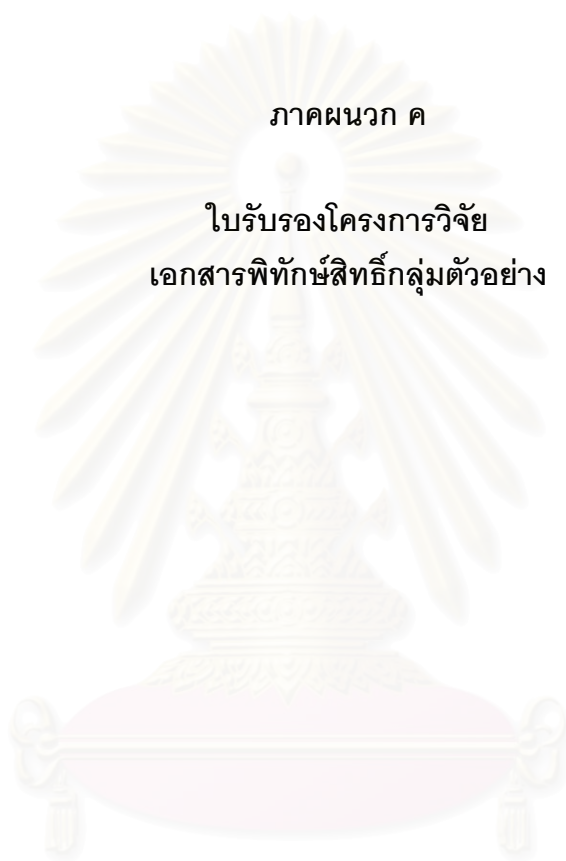 ภาคผนวก ค
ใบรับรองโครงการวิจัย
เอกสารพิทักษ์สิทธิ์กลุ่มตัวอย่าง